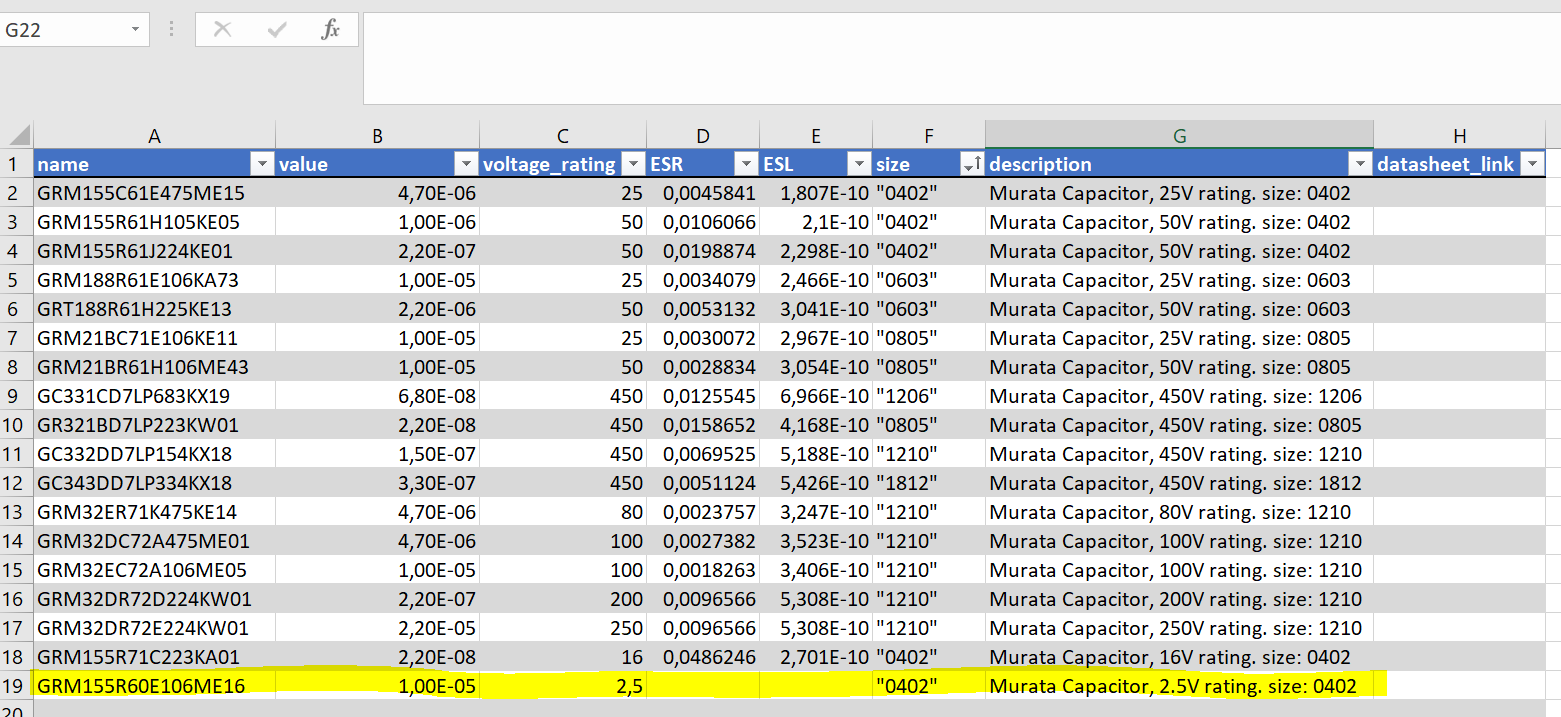 G22 fx
A B C D E F G H
1 name value voltage_rating ESR ESL size description datasheet_link
2 GRM155C61E475ME15 4,70E-06 25 0,0045841 1,807E-10 "0402" Murata Capacitor, 25V rating. size: 0402
3 GRM155R61H105KE05 1,00E-06 50 0,0106066 2,1E-10 "0402" Murata Capacitor, 50V rating. size: 0402
4 GRM155R61J224KE01 2,20E-07 50 0,0198874 2,298E-10 "0402" Murata Capacitor, 50V rating. size: 0402
5 GRM188R61E106KA73 1,00E-05 25 0,0034079 2,466E-10 "0603" Murata Capacitor, 25V rating. size: 0603
6 GRT188R61H225KE13 2,20E-06 50 0,0053132 3,041E-10 "0603" Murata Capacitor, 50V rating. size: 0603
7 GRM21BC71E106KE11 1,00E-05 25 0,0030072 2,967E-10 "0805" Murata Capacitor, 25V rating. size: 0805
8 GRM21BR61H106ME43 1,00E-05 50 0,0028834 3,054E-10 "0805" Murata Capacitor, 50V rating. size: 0805
9 GC331CD7LP683KX19 6,80E-08 450 0,0125545 6,966E-10 "1206" Murata Capacitor, 450V rating. size: 1206
10 GR321BD7LP223KW01 2,20E-08 450 0,0158652 4,168E-10 "0805" Murata Capacitor, 450V rating. size: 0805
11 GC332DD7LP154KX18 1,50E-07 450 0,0069525 5,188E-10 "1210" Murata Capacitor, 450V rating. size: 1210
12 GC343DD7LP334KX18 3,30E-07 450 0,0051124 5,426E-10 "1812" Murata Capacitor, 450V rating. size: 1812
13 GRM32ER71K475KE14 4,70E-06 80 0,0023757 3,247E-10 "1210" Murata Capacitor, 80V rating. size: 1210
14 GRM32DC72A475ME01 4,70E-06 100 0,0027382 3,523E-10 "1210" Murata Capacitor, 100V rating. size: 1210
15 GRM32EC72A106ME05 1,00E-05 100 0,0018263 3,406E-10 "1210" Murata Capacitor, 100V rating. size: 1210
16 GRM32DR72D224KW01 2,20E-07 200 0,0096566 5,308E-10 "1210" Murata Capacitor, 200V rating. size: 1210
17 GRM32DR72E224KW01 2,20E-05 250 0,0096566 5,308E-10 "1210" Murata Capacitor, 250V rating. size: 1210
18 GRM155R71C223KA01 2,20E-08 16 0,0486246 2,701E-10 "0402" Murata Capacitor, 16V rating. size: 0402
19 GRM155R60E106ME16 1,00E-05 2,5 "0402" Murata Capacitor, 2.5V rating. size: 0402
20